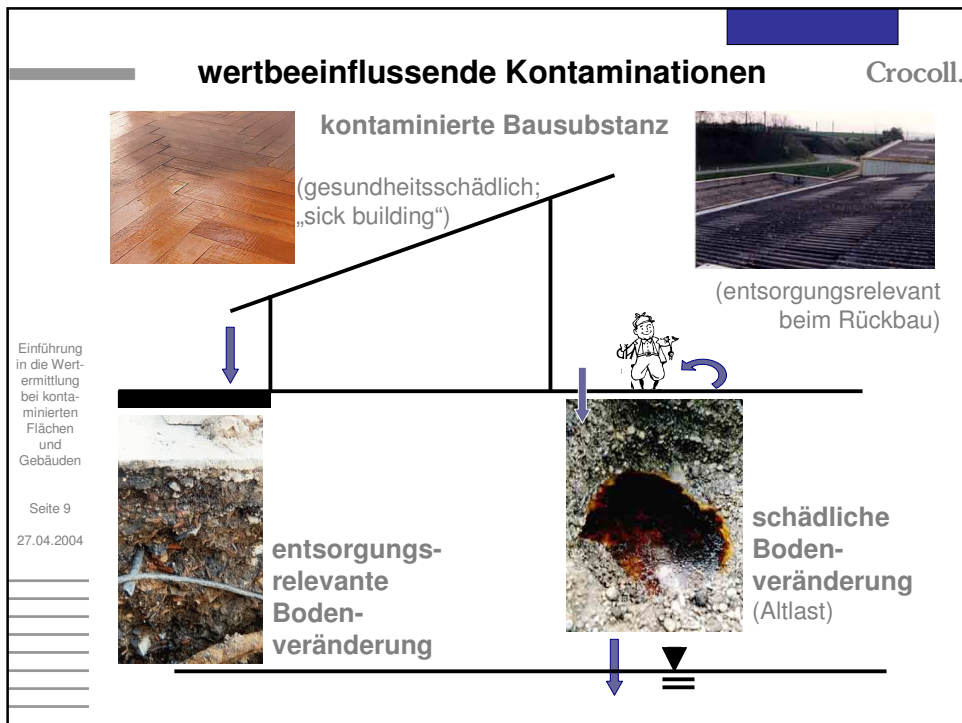 wertbeeinflussende Kontaminationen
Crocoll.
kontaminierte Bausubstanz
(gesundheitsschädlich;
„sick building“)
(entsorgungsrelevant
beim Rückbau)
Einführung
in die Wert-
ermittlung
bei konta-
minierten
Flächen
und
Gebäuden
Seite 9
27.04.2004
entsorgungs-
relevante
Boden-
veränderung
schädliche
Boden-
veränderung
(Altlast)